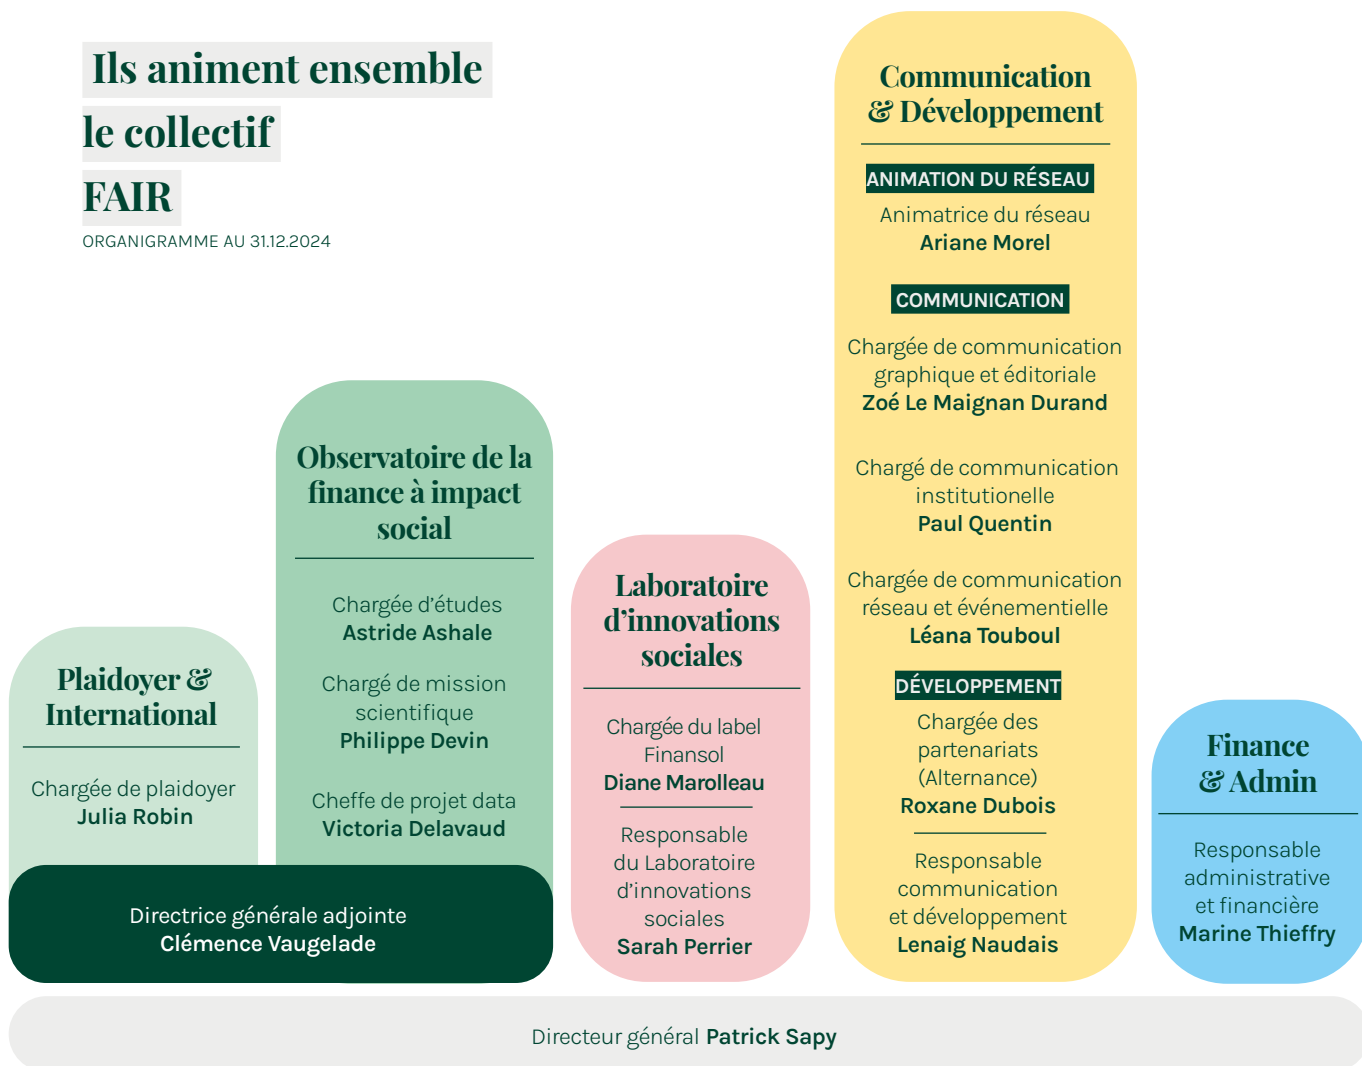 Ils animent ensemble
le collectif
FAIR
ORGANIGRAMME AU 31.12.2024
Plaidoyer &
International
Chargée de plaidoyer
Julia Robin
Observatoire de la
finance à impact
social
Chargée d'études
Astride Ashale
Chargé de mission
scientifique
Philippe Devin
Cheffe de projet data
Victoria Delavaud
Directrice générale adjointe
Clémence Vaugelade
Laboratoire
d'innovations
sociales
Chargée du label
Finansol
Diane Marolleau
Responsable
du Laboratoire
d'innovations
sociales
Sarah Perrier
Communication
& Développement
ANIMATION DU RÉSEAU
Animatrice du réseau
Ariane Morel
COMMUNICATION
Chargée de communication
graphique et éditoriale
Zoé Le Maignan Durand
Chargé de communication
institutionelle
Paul Quentin
Chargée de communication
réseau et événementielle
Léana Touboul
DÉVELOPPEMENT
Chargée des
partenariats
(Alternance)
Roxane Dubois
Responsable
communication
et développement
Lenaig Naudais
Finance
& Admin
Responsable
administrative
et financière
Marine Thieffry
Directeur général Patrick Sapy